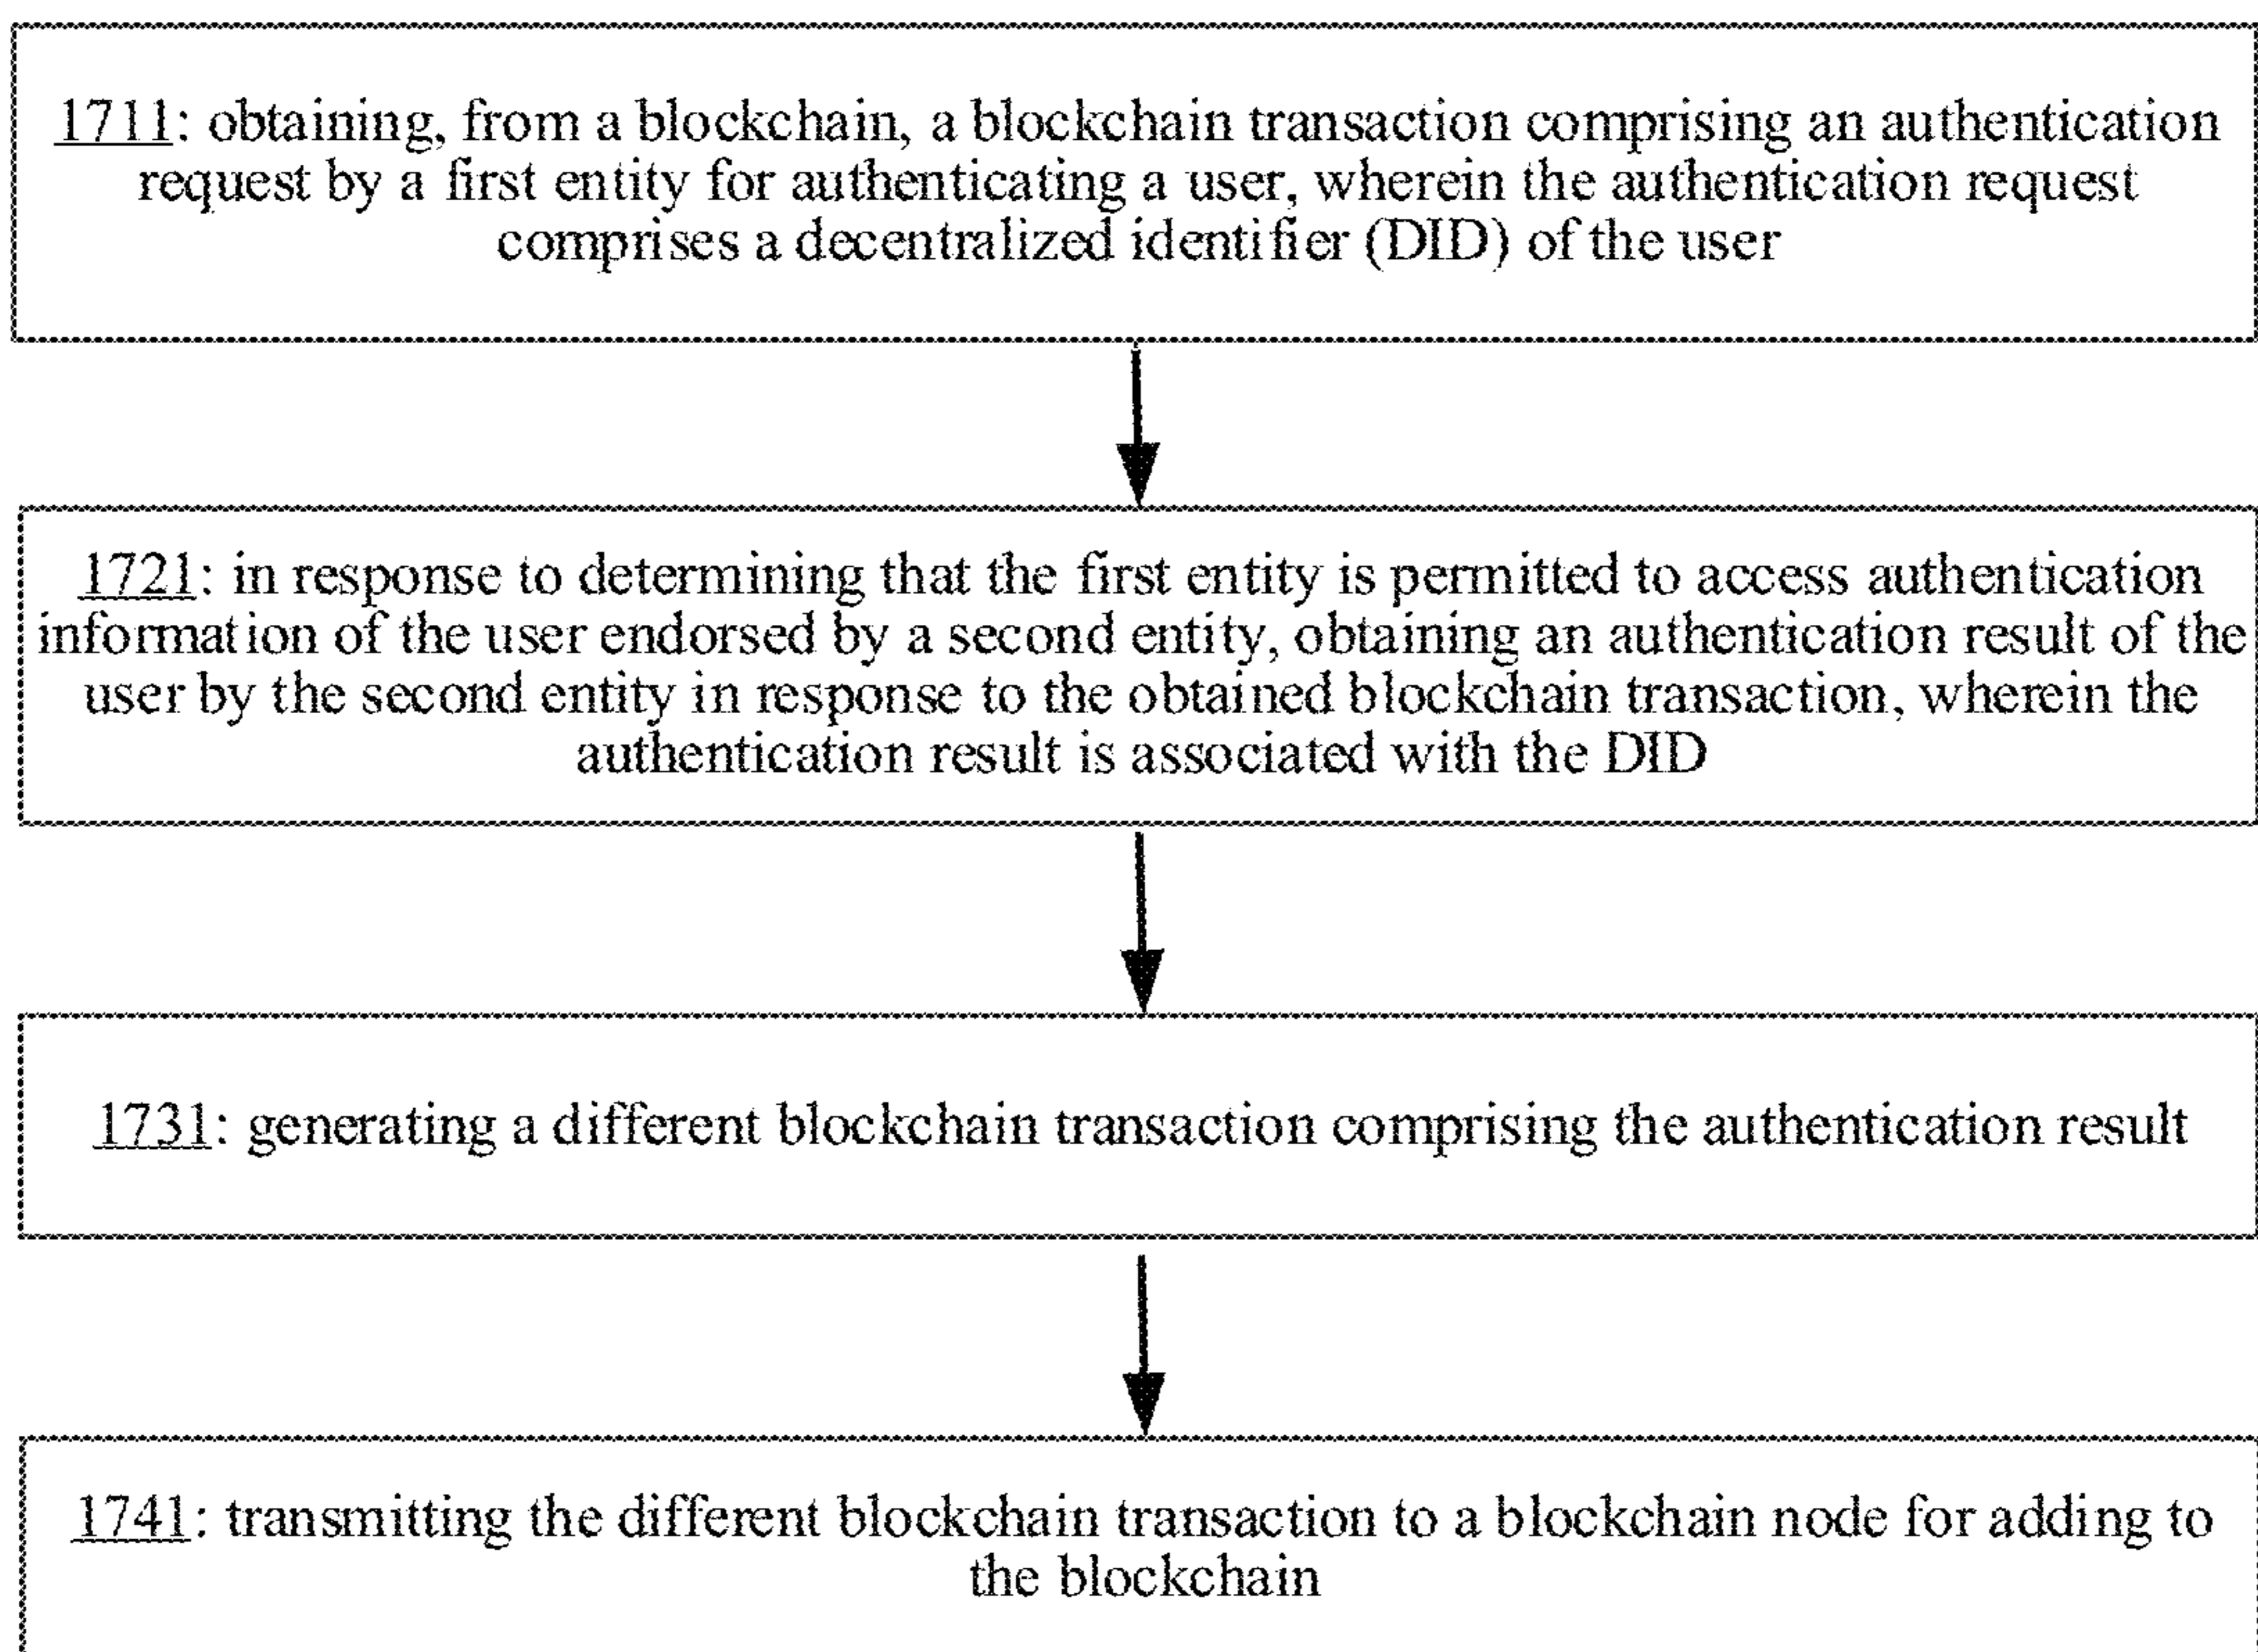 1711: obtaining, from a blockchain, a blockchain transaction comprising an authentication
request by a first entity for authenticating a user, wherein the authentication request
comprises a decentralized identifier (DID) of the user
1721: in response to determining that the first entity is permitted to access authentication
information of the user endorsed by a second entity, obtaining an authentication result of the
user by the second entity in response to the obtained blockchain transaction, wherein the
authentication result is associated with the DID
1731: generating a different blockchain transaction comprising the authentication result
1741: transmitting the different blockchain transaction to a blockchain node for adding to
the blockchain